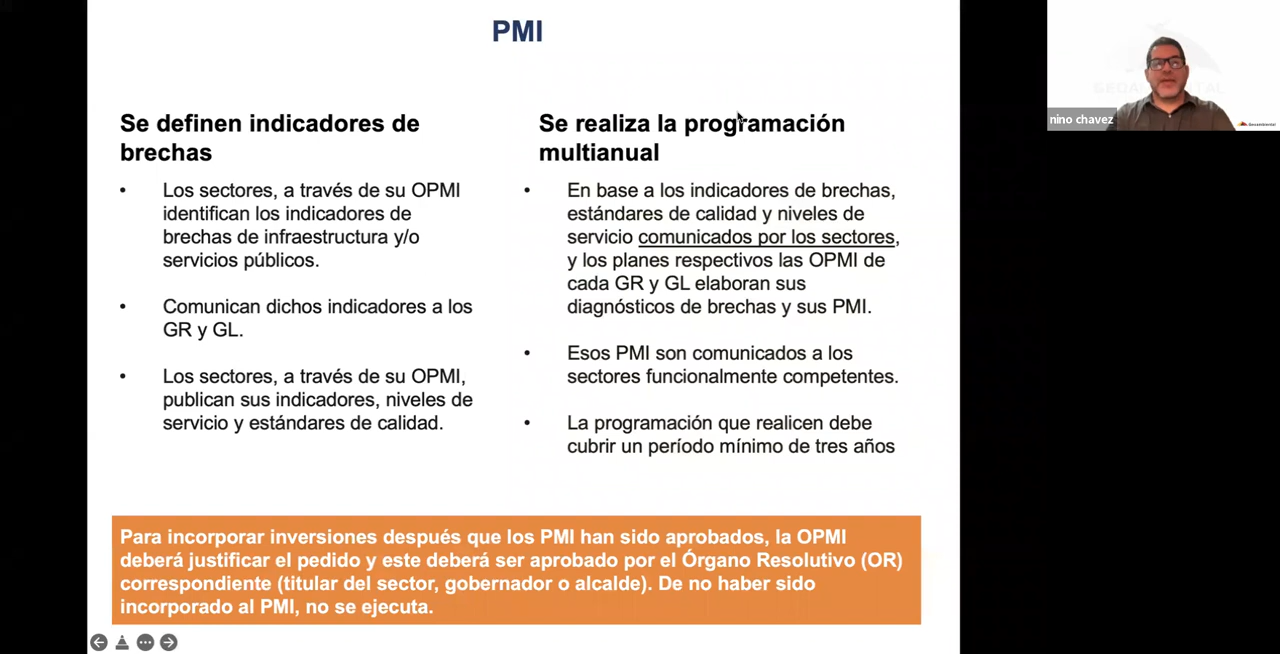 PMI
Se definen indicadores de
brechas
• Los sectores, a través de su OPMI
identifican los indicadores de
brechas de infraestructura y/o
servicios públicos.
• Comunican dichos indicadores a los
GR y GL.
• Los sectores, a través de su OPMI,
publican sus indicadores, niveles de
servicio y estándares de calidad.
Se realiza la programación
multianual
• En base a los indicadores de brechas,
estándares de calidad y niveles de
servicio comunicados por los sectores,
y los planes respectivos las OPMI de
cada GR y GL elaboran sus
diagnósticos de brechas y sus PMI.
• Esos PMI son comunicados a los
sectores funcionalmente competentes.
• La programación que realicen debe
cubrir un período mínimo de tres años
Para incorporar inversiones después que los PMI han sido aprobados, la OPMI
deberá justificar el pedido y este deberá ser aprobado por el Órgano Resolutivo (OR)
correspondiente (titular del sector, gobernador o alcalde). De no haber sido
incorporado al PMI, no se ejecuta.
nino chavez